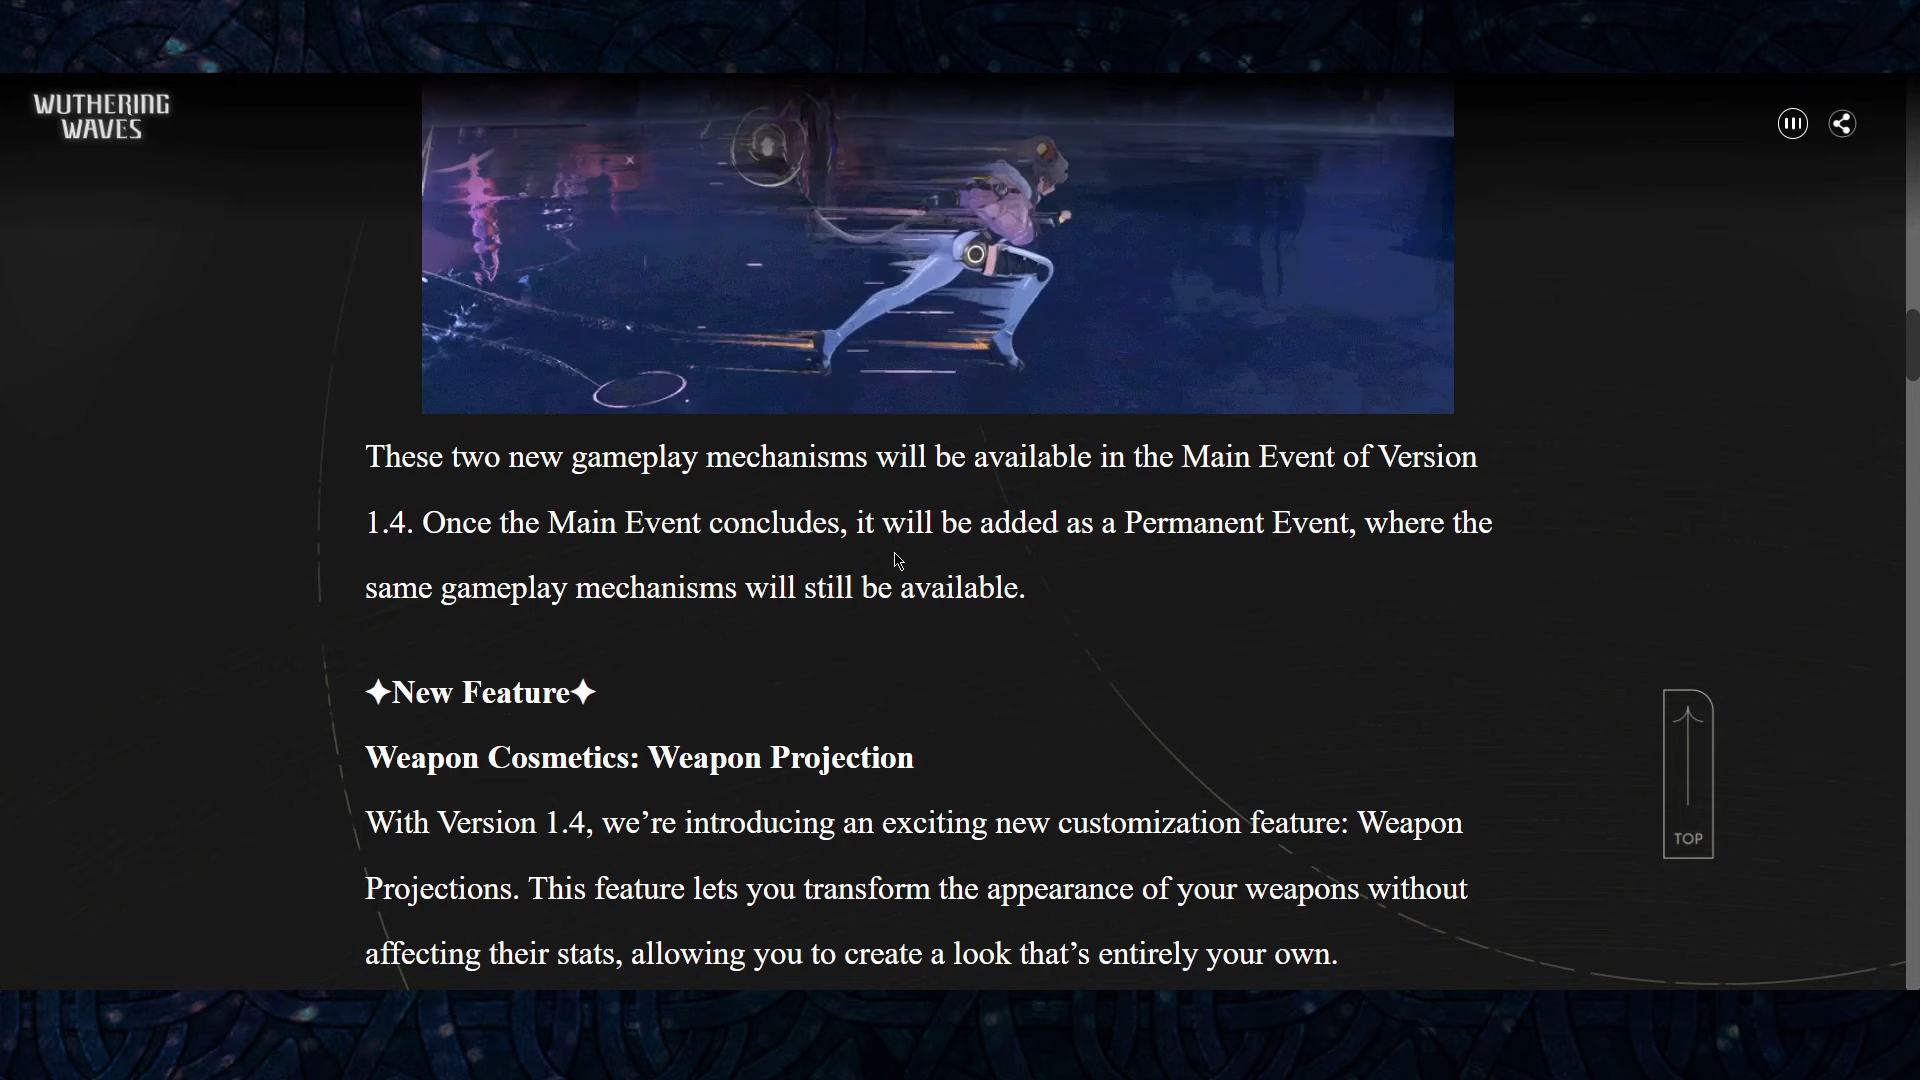 WUTHERING
WAVES
These two new gameplay mechanisms will be available in the Main Event of Version
1.4. Once the Main Event concludes, it will be added as a Permanent Event, where the
same gameplay mechanisms will still be available.
✦New Feature✦
Weapon Cosmetics: Weapon Projection
With Version 1.4, we’re introducing an exciting new customization feature: Weapon
Projections. This feature lets you transform the appearance of your weapons without
affecting their stats, allowing you to create a look that’s entirely your own.
TOP